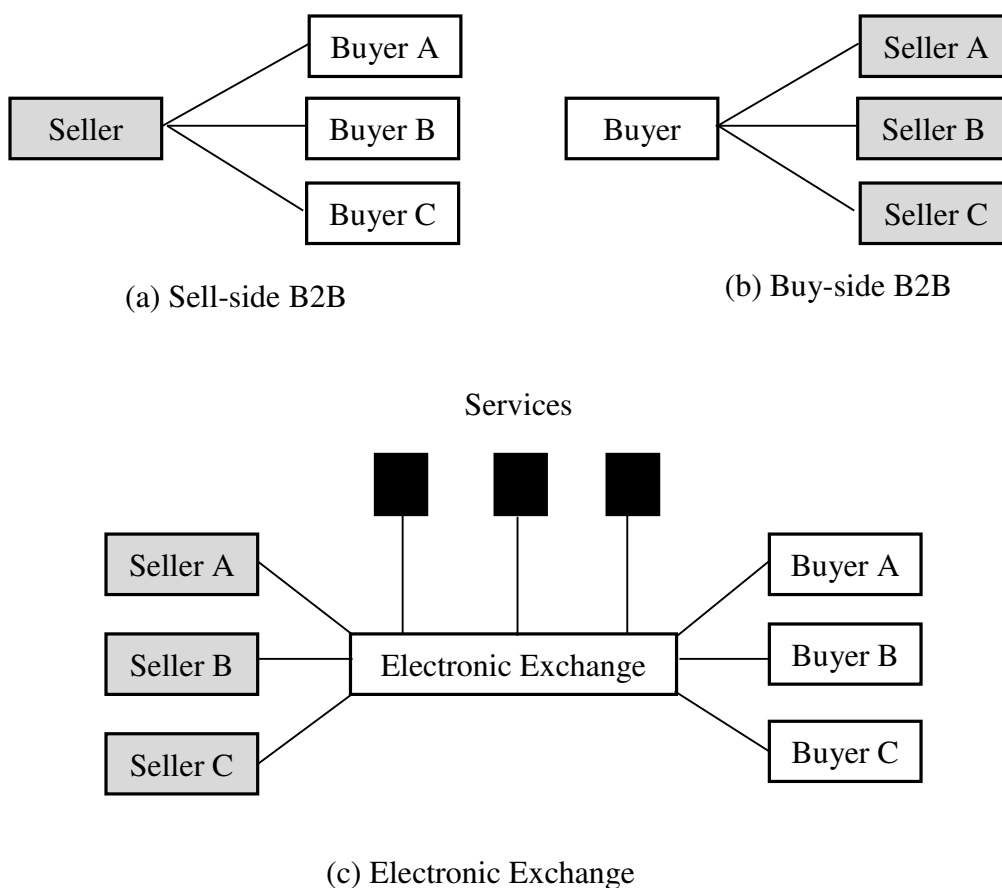 Buyer A
Seller
Buyer B
Buyer C
(a) Sell-side B2B
Seller A
Buyer
Seller B
Seller C
(b) Buy-side B2B
Services
Seller A
Seller B
Seller C
Electronic Exchange
Buyer A
Buyer B
Buyer C
(c) Electronic Exchange